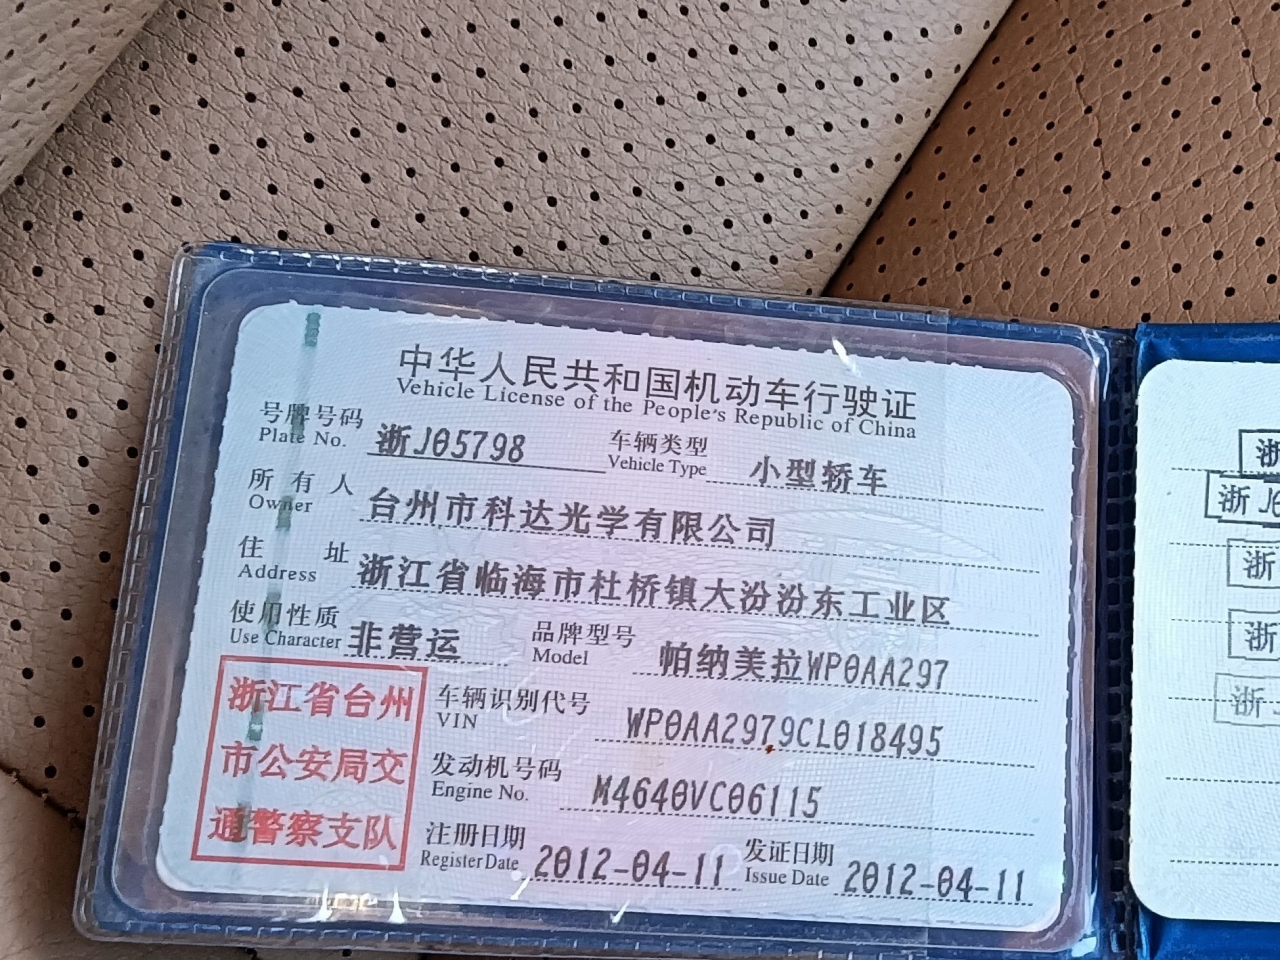 中华人民共和国机动车行驶证
Vehicle License of the People's Republic of China
号牌号码 浙J05798 车辆类型 小型轿车
Plate No. Vehicle Type
所有人 台州市科达光学有限公司
Owner
住址 浙江省临海市杜桥镇大汾汾东工业区
Address
使用性质 非营运 品牌型号 帕纳美拉WP0AA297
Use Character Model
浙江省台州
市公安局交
通警察支队
车辆识别代号 WP0AA2979CL018495
VIN
发动机号码 M4640VC06115
Engine No.
注册日期 2012-04-11 发证日期 2012-04-11
Register Date Issue Date
浙
浙J
浙
浙
浙